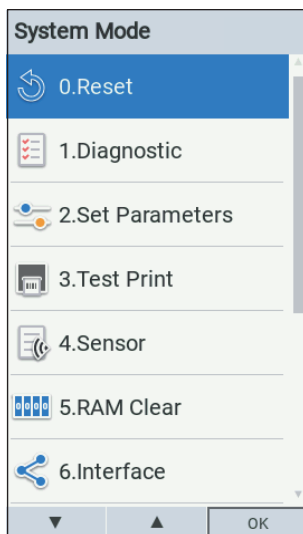 System Mode
0.Reset
1.Diagnostic
2.Set Parameters
3.Test Print
4.Sensor
5.RAM Clear
6.Interface
▼ ▲ OK